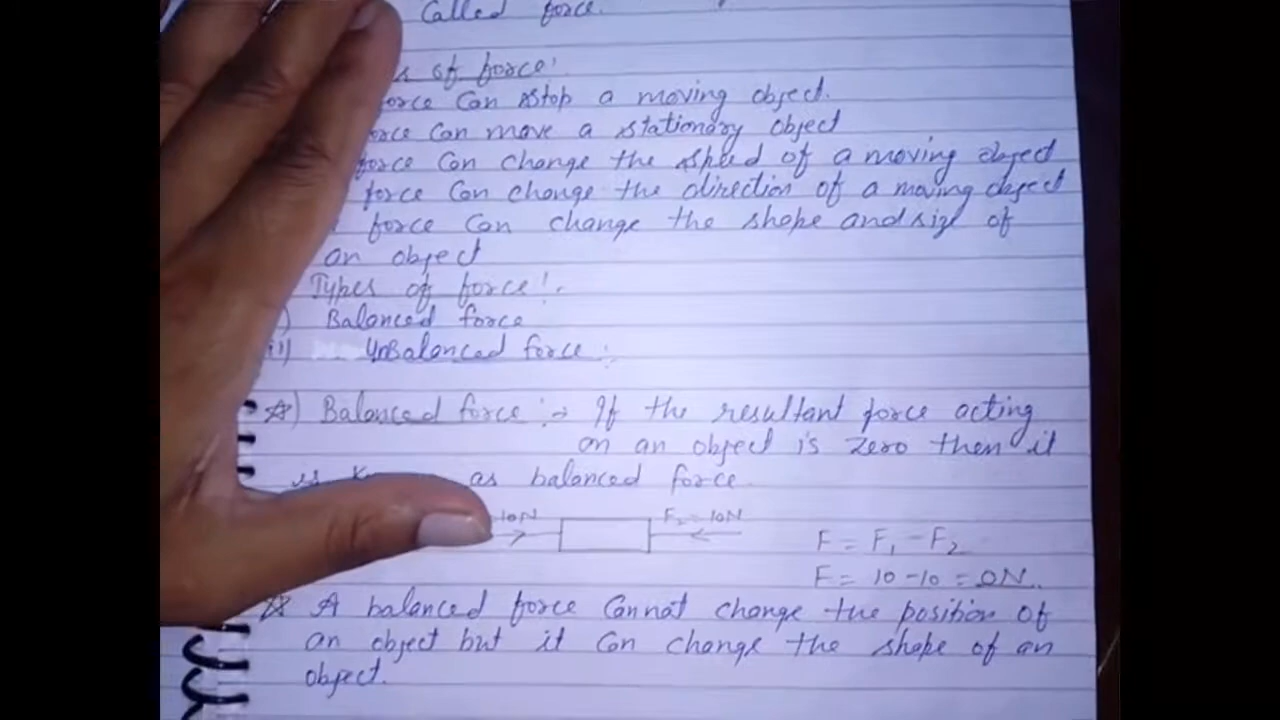 Called force.
of force:
force Can stop a moving object.
force Can move a stationary object
force Can change the speed of a moving object
force Can change the direction of a moving object
force Can change the shape and size of
an object
Types of force:-
i) Balanced force
ii) UnBalanced force :
☆) Balanced force :→ If the resultant force acting
on an object is zero then it
is as balanced force
10N F₂ = 10N
F = F₁ - F₂
F = 10 - 10 = 0N..
☆ A balanced force Cannot change the position of
an object but it Can change the shape of an
object.